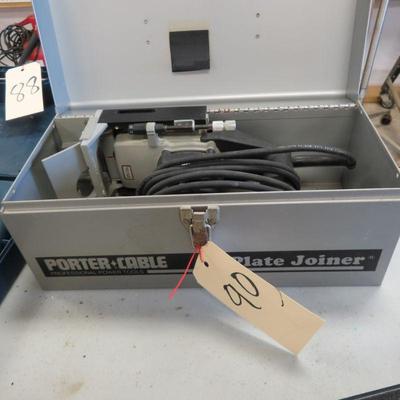 88
PORTER+CABLE
PROFESSIONAL POWER TOOLS
Plate Joiner®
90